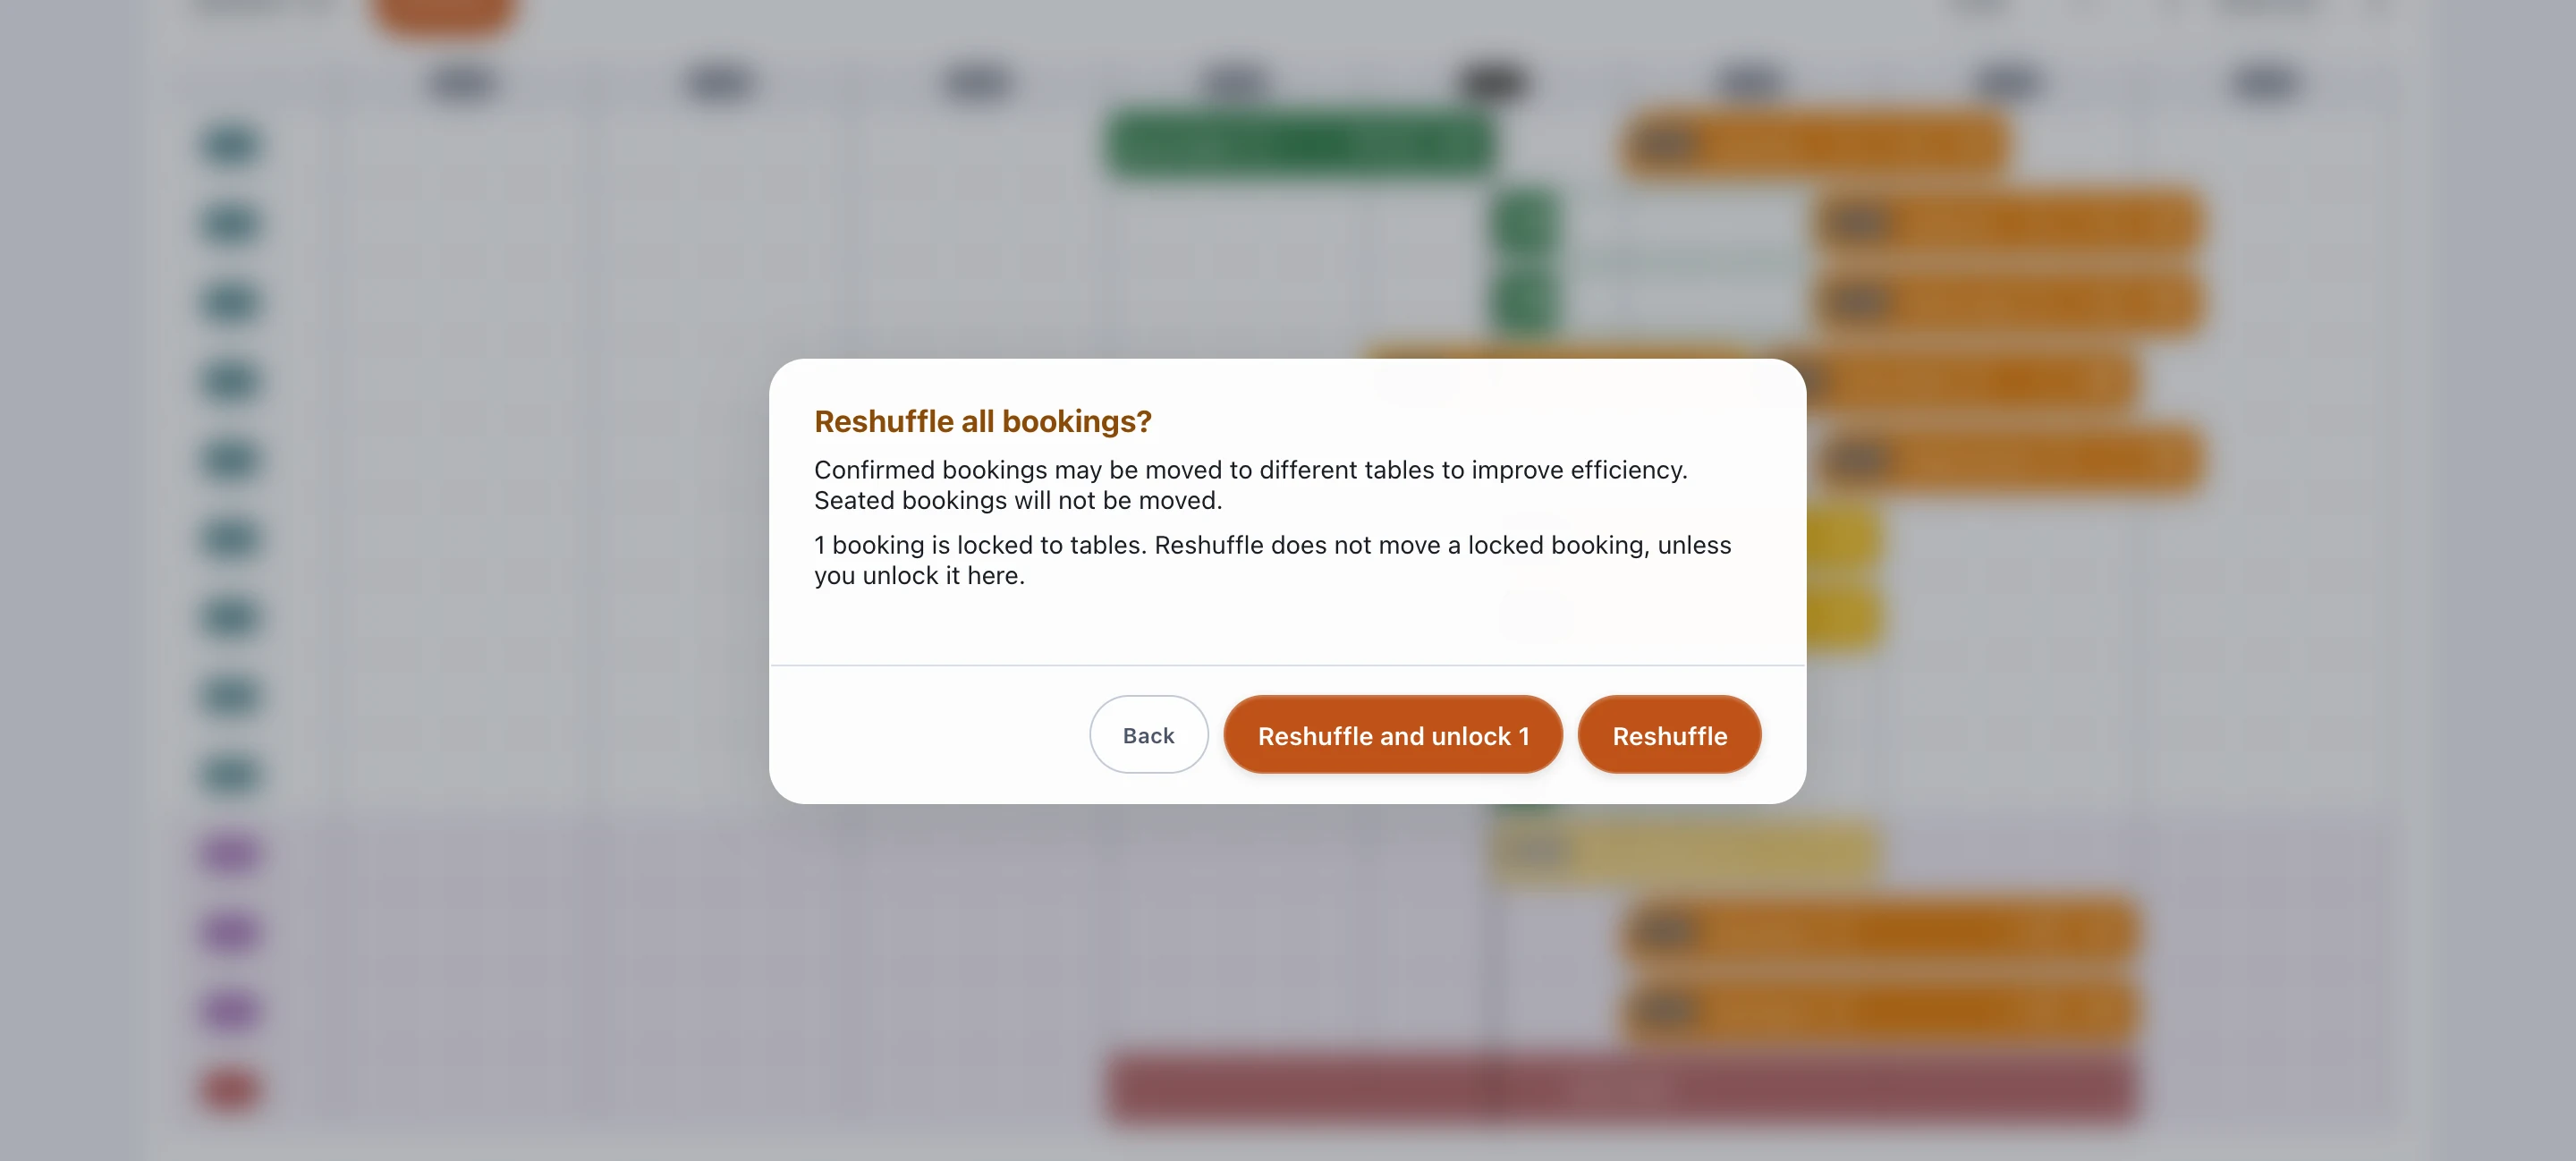 Reshuffle all bookings?
Confirmed bookings may be moved to different tables to improve efficiency.
Seated bookings will not be moved.
1 booking is locked to tables. Reshuffle does not move a locked booking, unless
you unlock it here.
Back
Reshuffle and unlock 1
Reshuffle